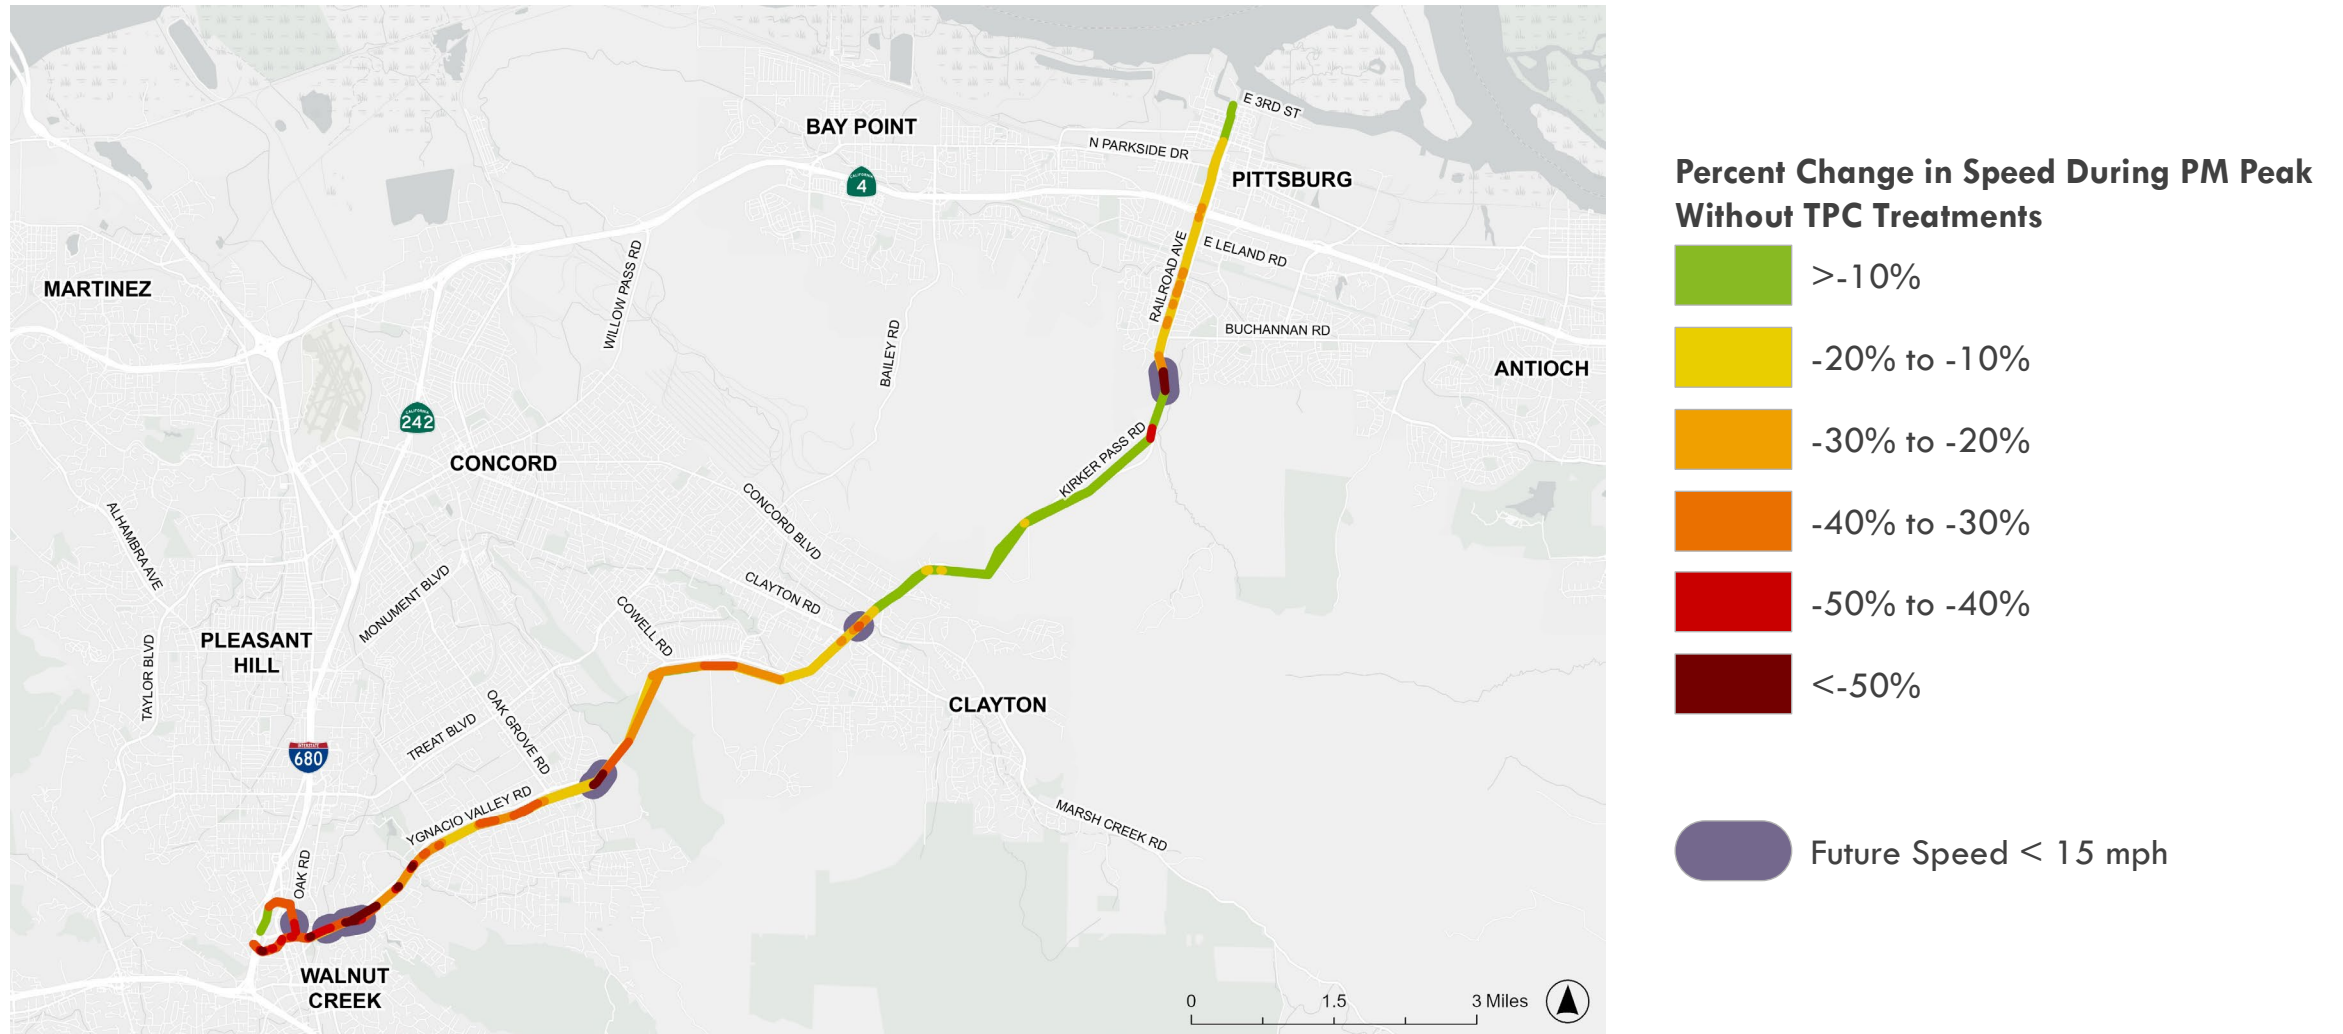 BAY POINT
E 3RD ST
N PARKSIDE DR
CALIFORNIA
4
PITTSBURG
MARTINEZ
WILLOW PASS RD
RAILROAD AVE
E LELAND RD
BAILEY RD
BUCHANNAN RD
ANTIOCH
CALIFORNIA
242
CONCORD
KIRKER PASS RD
CONCORD BLVD
ALHAMBRA AVE
MONUMENT BLVD
CLAYTON RD
COWELL RD
PLEASANT
HILL
TAYLOR BLVD
OAK GROVE RD
CLAYTON
TREAT BLVD
INTERSTATE
680
YGNACIO VALLEY RD
MARSH CREEK RD
OAK RD
WALNUT
CREEK
0 1.5 3 Miles
Percent Change in Speed During PM Peak
Without TPC Treatments
>-10%
-20% to -10%
-30% to -20%
-40% to -30%
-50% to -40%
<-50%
Future Speed < 15 mph